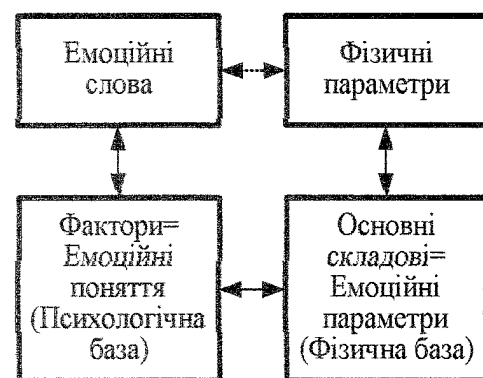 Емоційні
слова
Фізичні
параметри
Фактори=
Емоційні
поняття
(Психологічна
база)
Основні
складові=
Емоційні
параметри
(Фізична база)